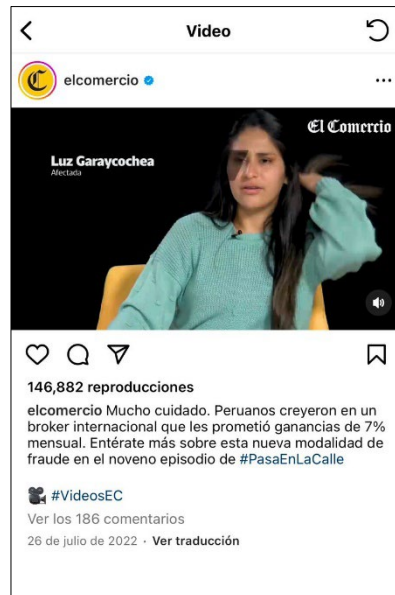 Video
elcomercio
El Comercio
Luz Garaycochea
Afectada
146,882 reproducciones
elcomercio Mucho cuidado. Peruanos creyeron en un
broker internacional que les prometió ganancias de 7%
mensual. Entérate más sobre esta nueva modalidad de
fraude en el noveno episodio de #PasaEnLaCalle
#VideosEC
Ver los 186 comentarios
26 de julio de 2022 · Ver traducción